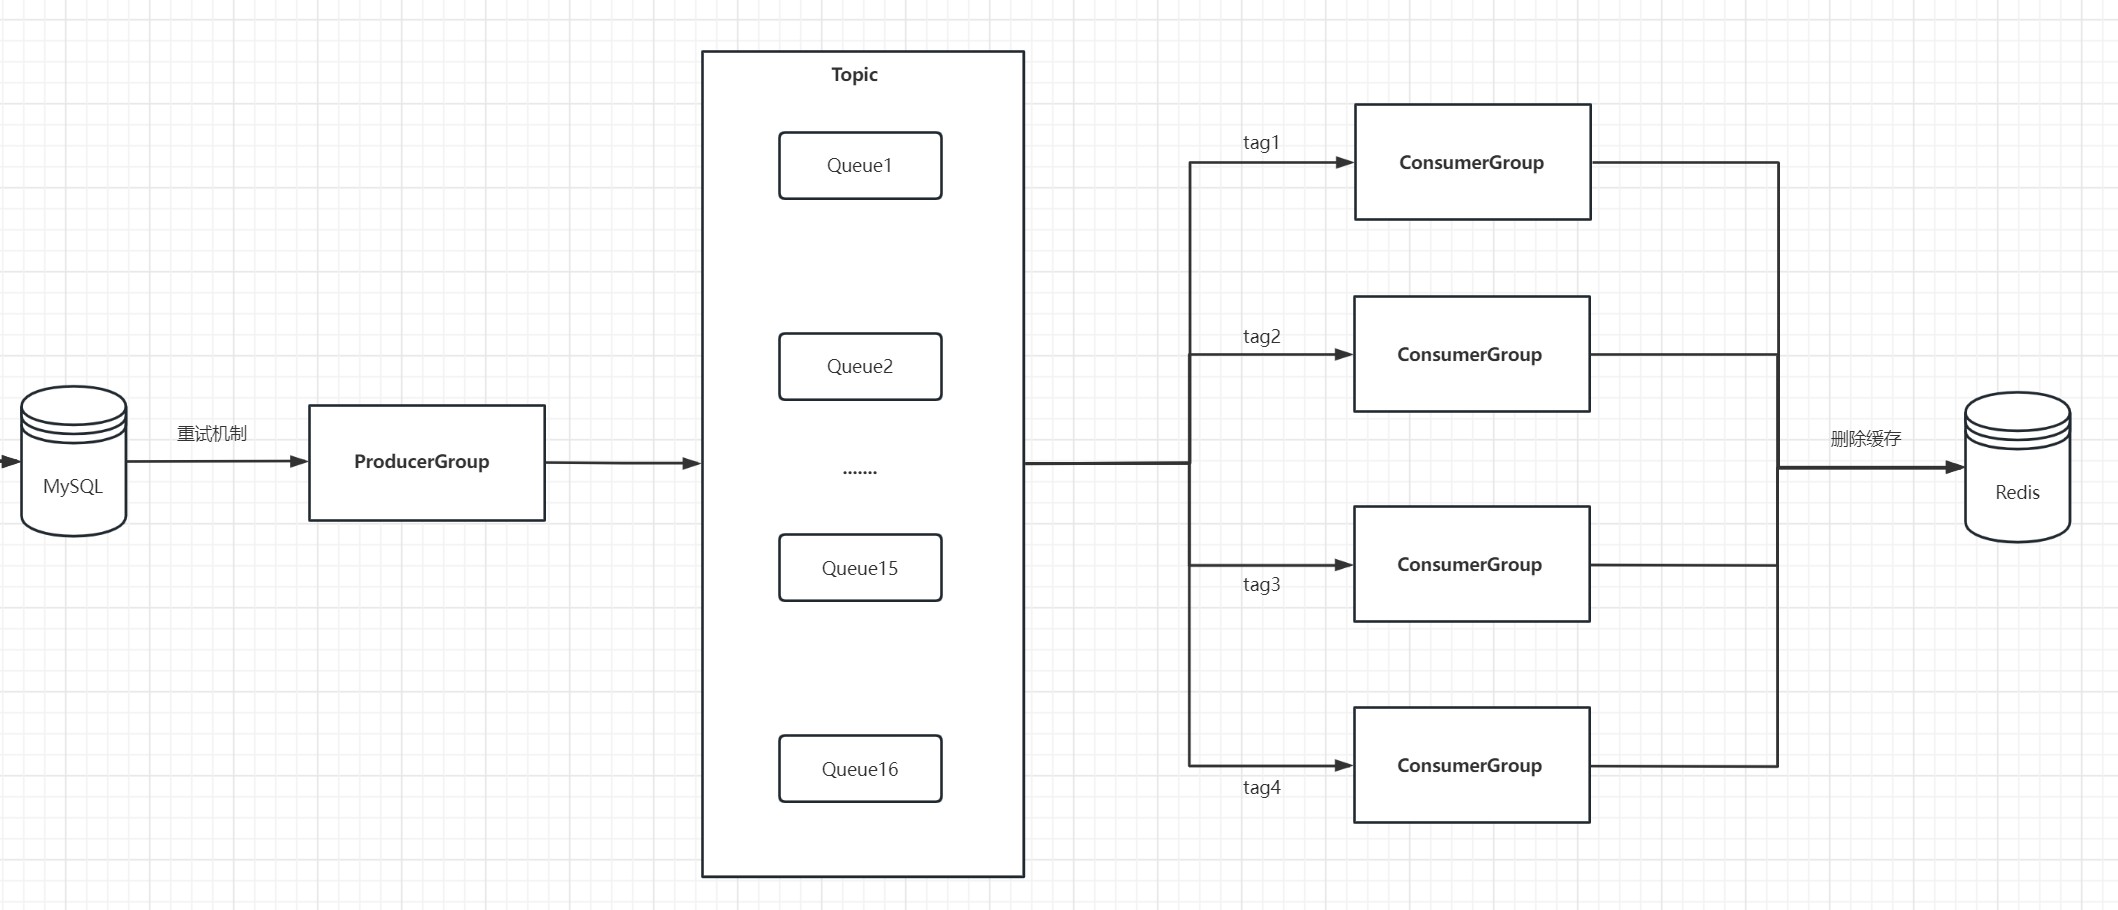 MySQL
重试机制
ProducerGroup
Topic
Queue1
Queue2
.......
Queue15
Queue16
tag1
ConsumerGroup
tag2
ConsumerGroup
tag3
ConsumerGroup
tag4
ConsumerGroup
删除缓存
Redis